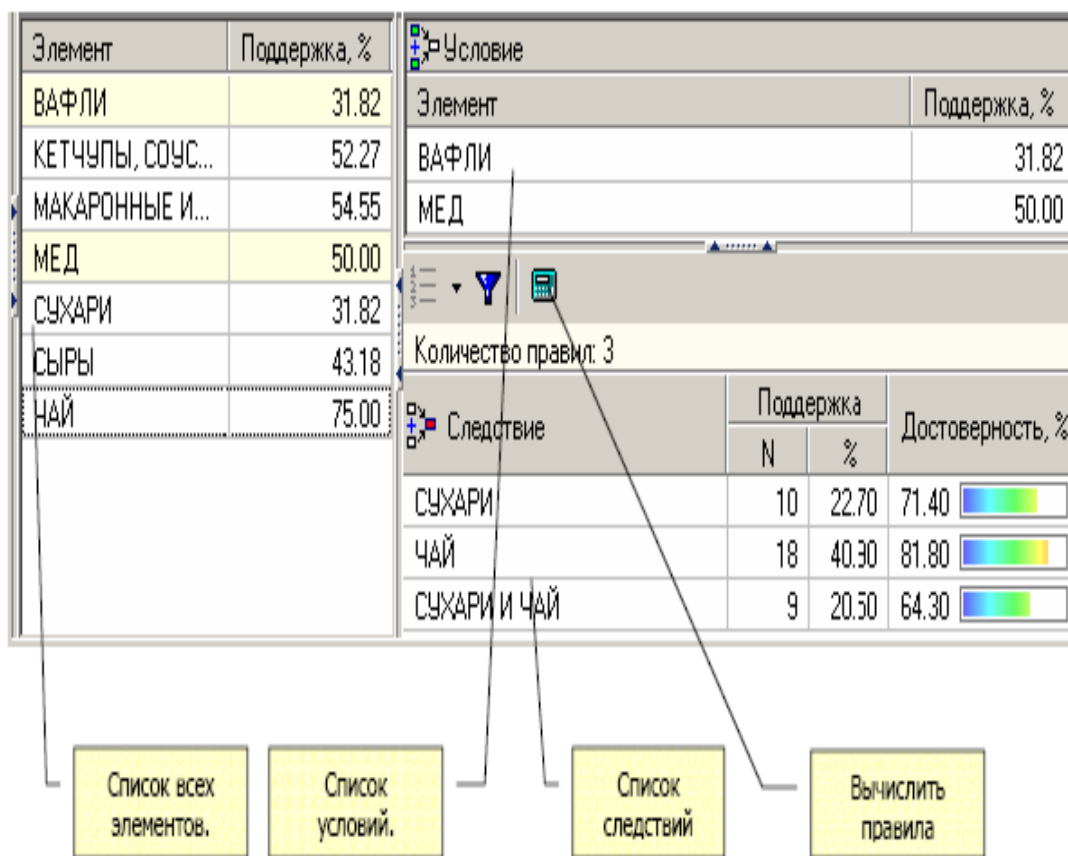 Элемент Поддержка, %
ВАФЛИ 31.82
КЕТЧУПЫ, СОУС... 52.27
МАКАРОННЫЕ И... 54.55
МЕД 50.00
СУХАРИ 31.82
СЫРЫ 43.18
ЧАЙ 75.00
Условие
Элемент Поддержка, %
ВАФЛИ 31.82
МЕД 50.00
Количество правил: 3
Следствие Поддержка Достоверность, %
N %
СУХАРИ 10 22.70 71.40
ЧАЙ 18 40.90 81.80
СУХАРИ И ЧАЙ 9 20.50 64.30
Список всех
элементов.
Список
условий.
Список
следствий
Вычислить
правила